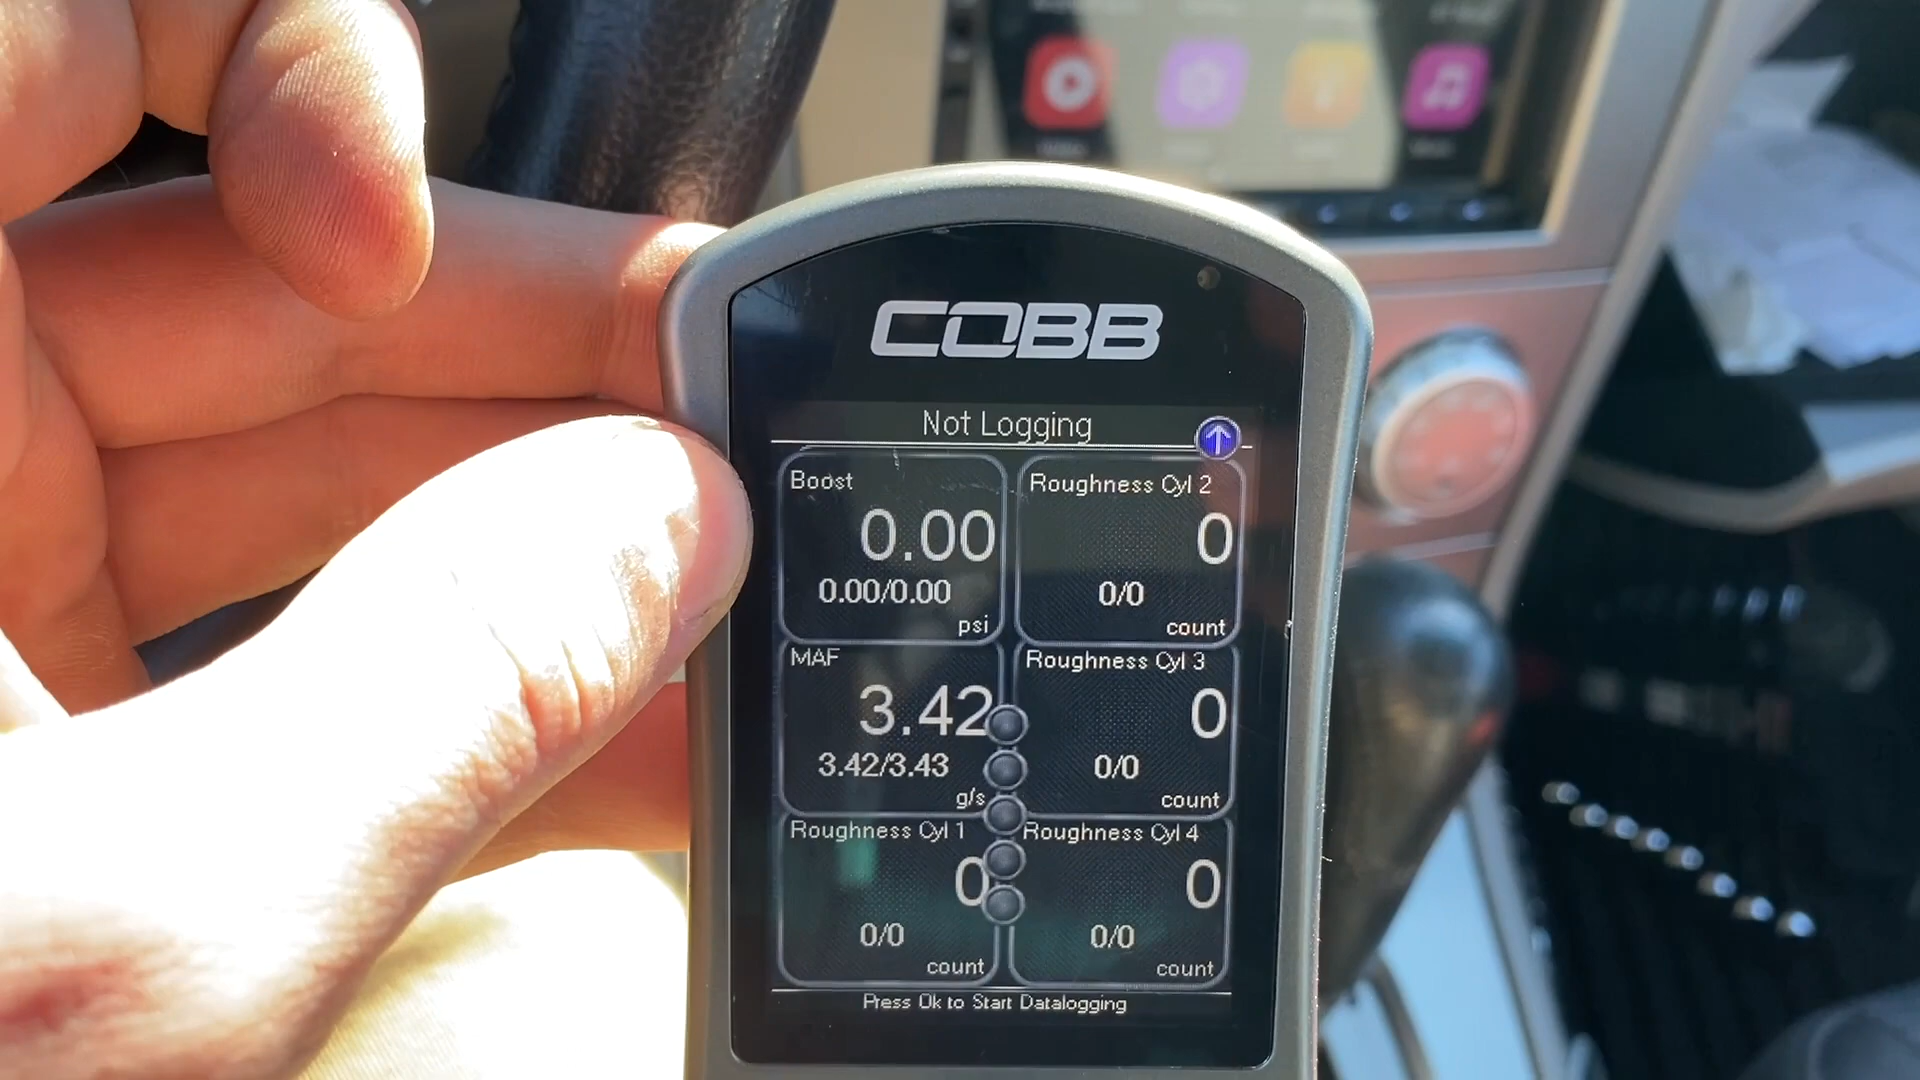 COBB
Not Logging
Boost
0.00
0.00/0.00
psi
Roughness Cyl 2
0
0/0
count
MAF
3.42
3.42/3.43
g/s
Roughness Cyl 3
0
0/0
count
Roughness Cyl 1
0
0/0
count
Roughness Cyl 4
0
0/0
count
Press Ok to Start Datalogging